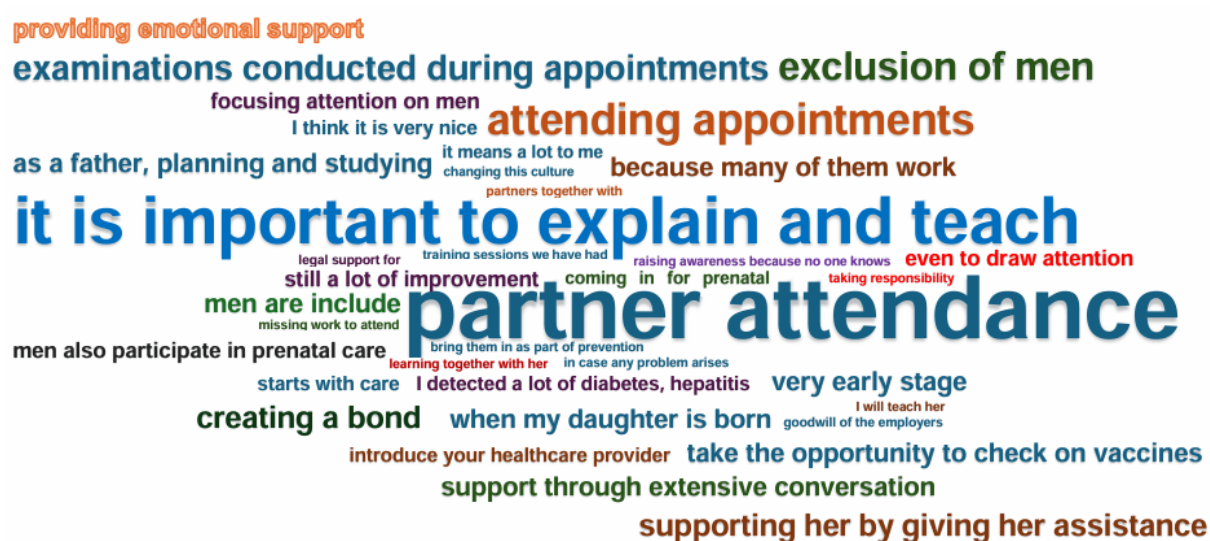 providing emotional support
examinations conducted during appointments exclusion of men
focusing attention on men
I think it is very nice attending appointments
as a father, planning and studying it means a lot to me because many of them work
changing this culture
partners together with
it is important to explain and teach
legal support for training sessions we have had raising awareness because no one knows even to draw attention
still a lot of improvement coming in for prenatal taking responsibility
men are include partner attendance
missing work to attend
men also participate in prenatal care bring them in as part of prevention
learning together with her in case any problem arises
starts with care I detected a lot of diabetes, hepatitis very early stage
I will teach her
creating a bond when my daughter is born goodwill of the employers
introduce your healthcare provider take the opportunity to check on vaccines
support through extensive conversation
supporting her by giving her assistance